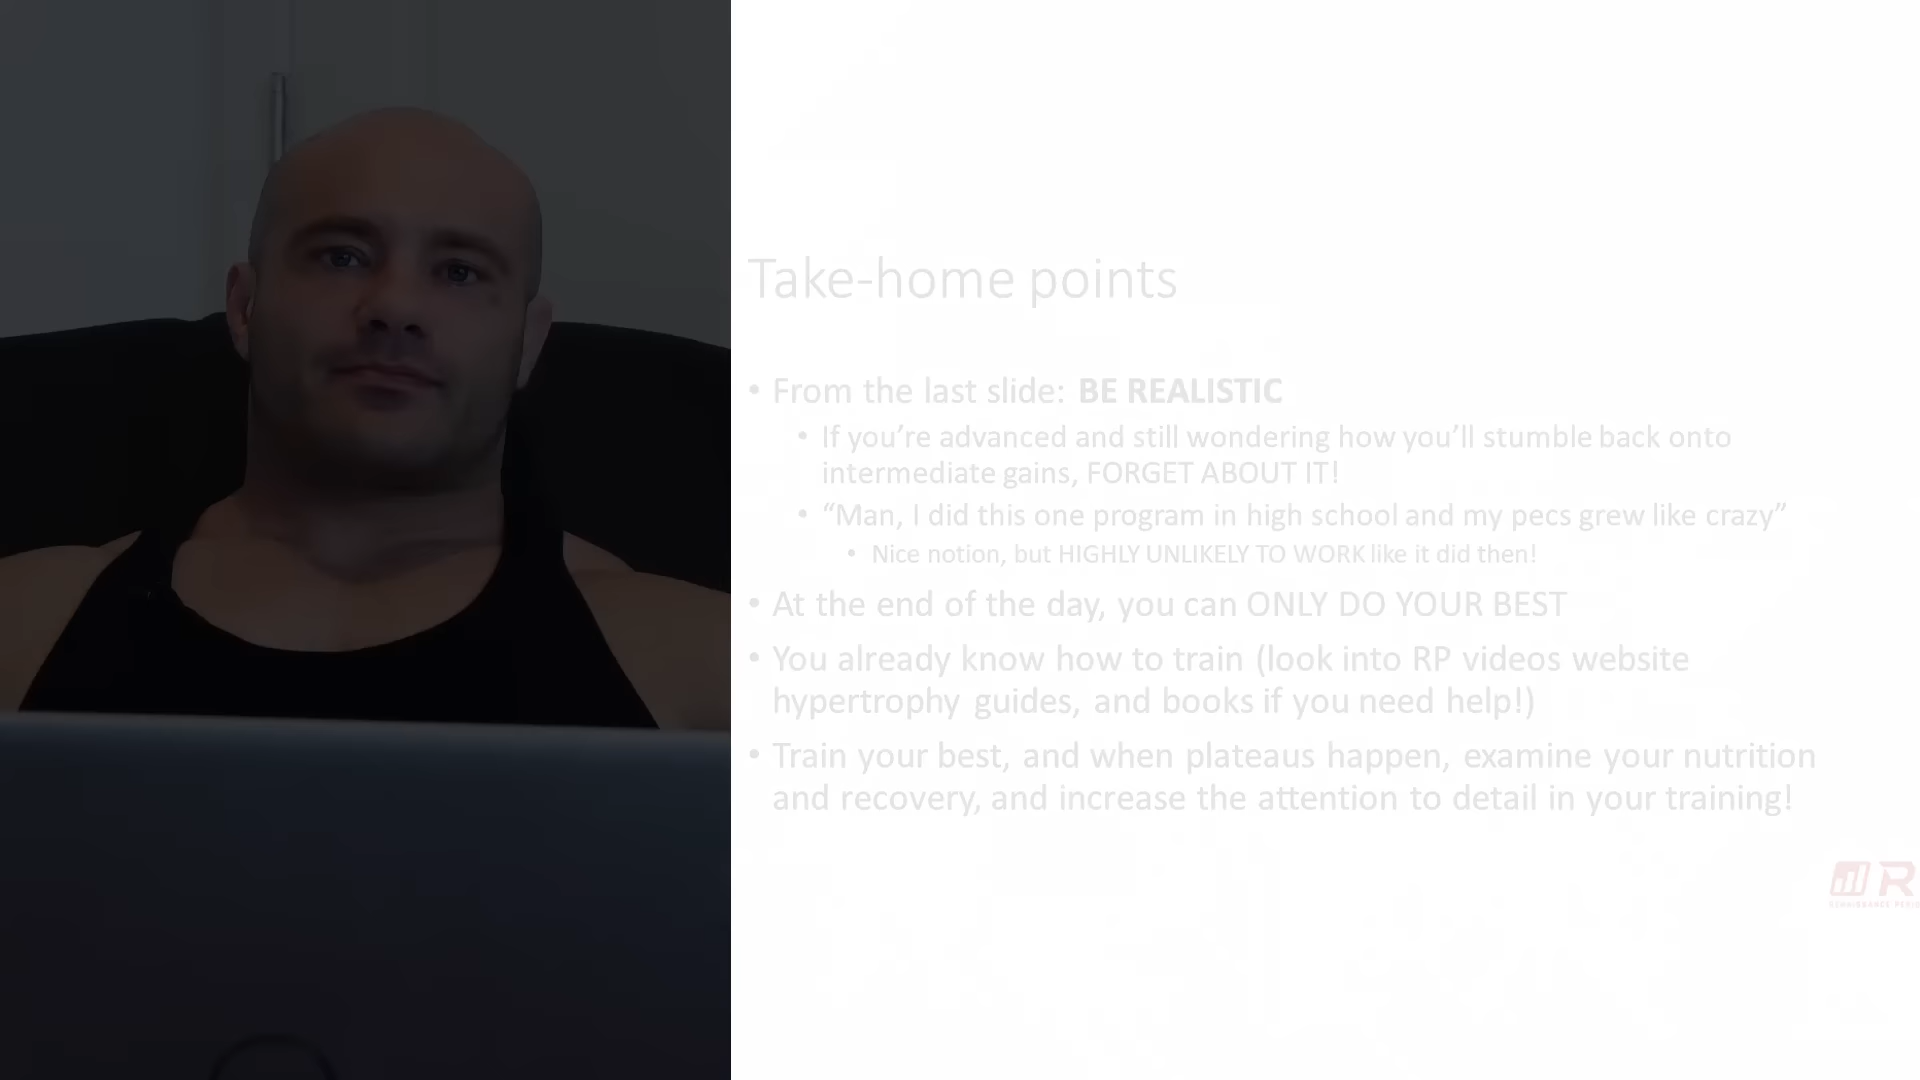 Take-home points
• From the last slide: BE REALISTIC
• If you’re advanced and still wondering how you’ll stumble back onto
intermediate gains, FORGET ABOUT IT!
• “Man, I did this one program in high school and my pecs grew like crazy”
• Nice notion, but HIGHLY UNLIKELY TO WORK like it did then!
• At the end of the day, you can ONLY DO YOUR BEST
• You already know how to train (look into RP videos website
hypertrophy guides, and books if you need help!)
• Train your best, and when plateaus happen, examine your nutrition
and recovery, and increase the attention to detail in your training!
R